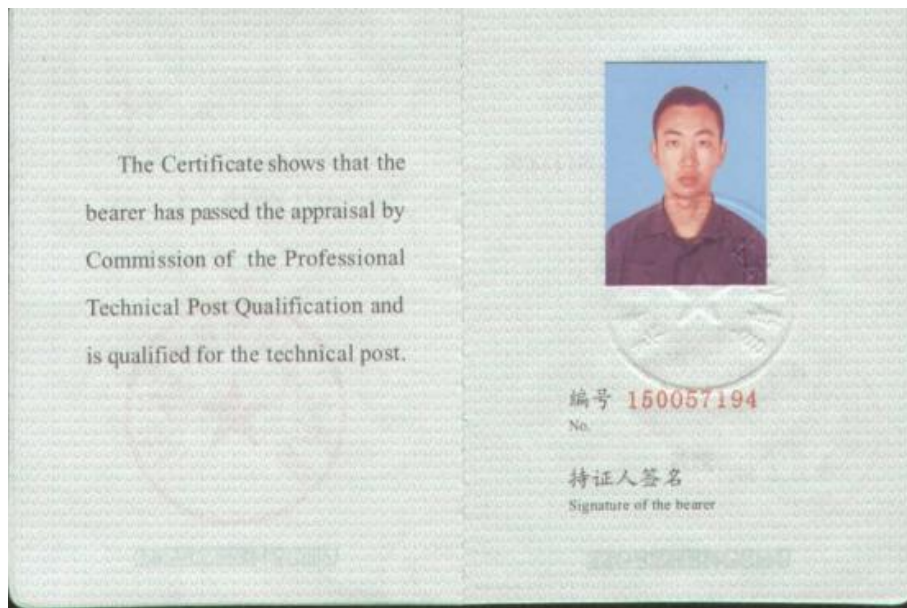 The Certificate shows that the
bearer has passed the appraisal by
Commission of the Professional
Technical Post Qualification and
is qualified for the technical post.
编号 150057194
No.
持证人签名
Signature of the bearer